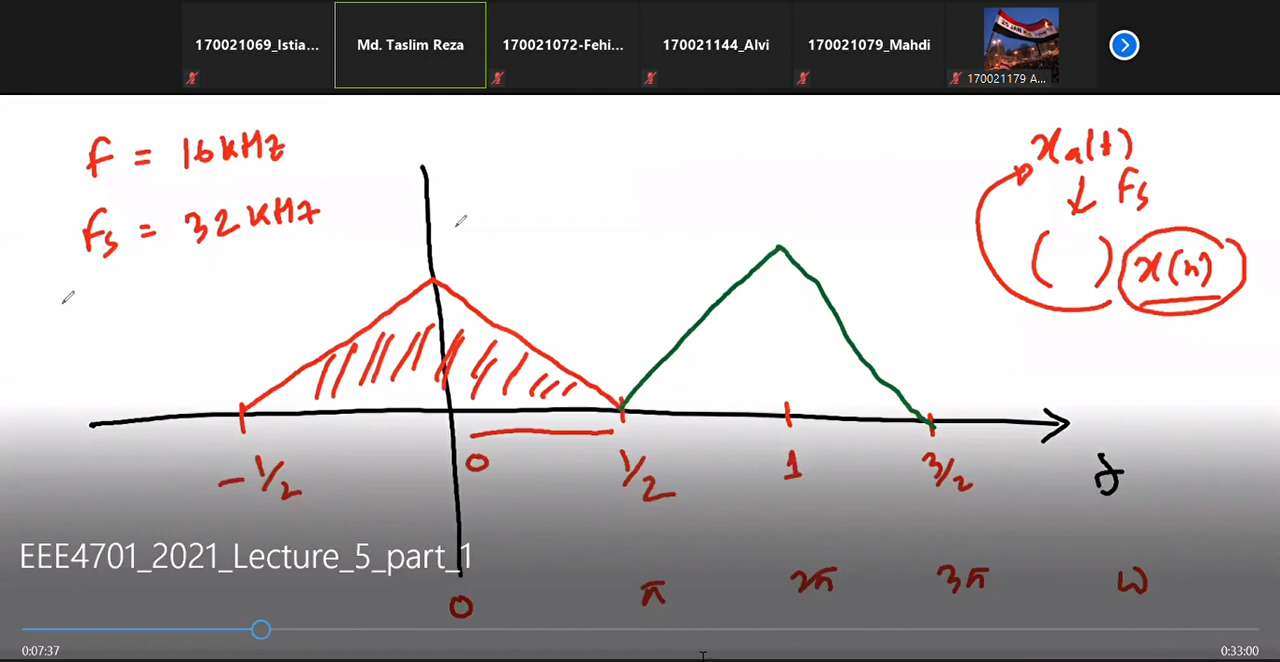 170021069_Istia...
Md. Taslim Reza
170021072-Fehi...
170021144_Alvi
170021079_Mahdi
170021179 A...
F = 16 kHz
Fs = 32 kHz
xa(t)
↓ Fs
( ) x(n)
-1/2 0 1/2 1 3/2 f
EEE4701_2021_Lecture_5_part_1
0 π 2π 3π ω
0:07:37
0:33:00